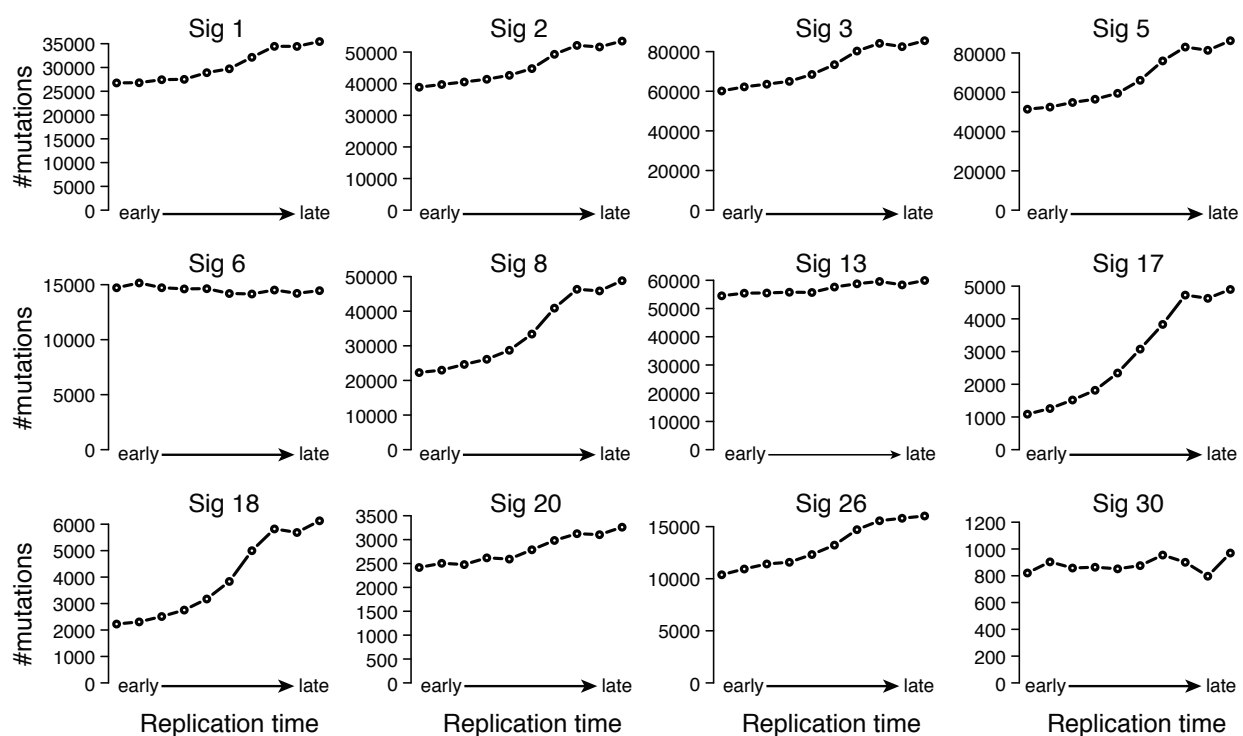 Sig 1
#mutations
35000
30000
25000
20000
15000
10000
5000
0
early late
Sig 2
50000
40000
30000
20000
10000
0
early late
Sig 3
80000
60000
40000
20000
0
early late
Sig 5
80000
60000
40000
20000
0
early late
Sig 6
#mutations
15000
10000
5000
0
early late
Sig 8
50000
40000
30000
20000
10000
0
early late
Sig 13
60000
50000
40000
30000
20000
10000
0
early late
Sig 17
5000
4000
3000
2000
1000
0
early late
Sig 18
#mutations
6000
5000
4000
3000
2000
1000
0
early late
Replication time
Sig 20
3500
3000
2500
2000
1500
1000
500
0
early late
Replication time
Sig 26
15000
10000
5000
0
early late
Replication time
Sig 30
1200
1000
800
600
400
200
0
early late
Replication time